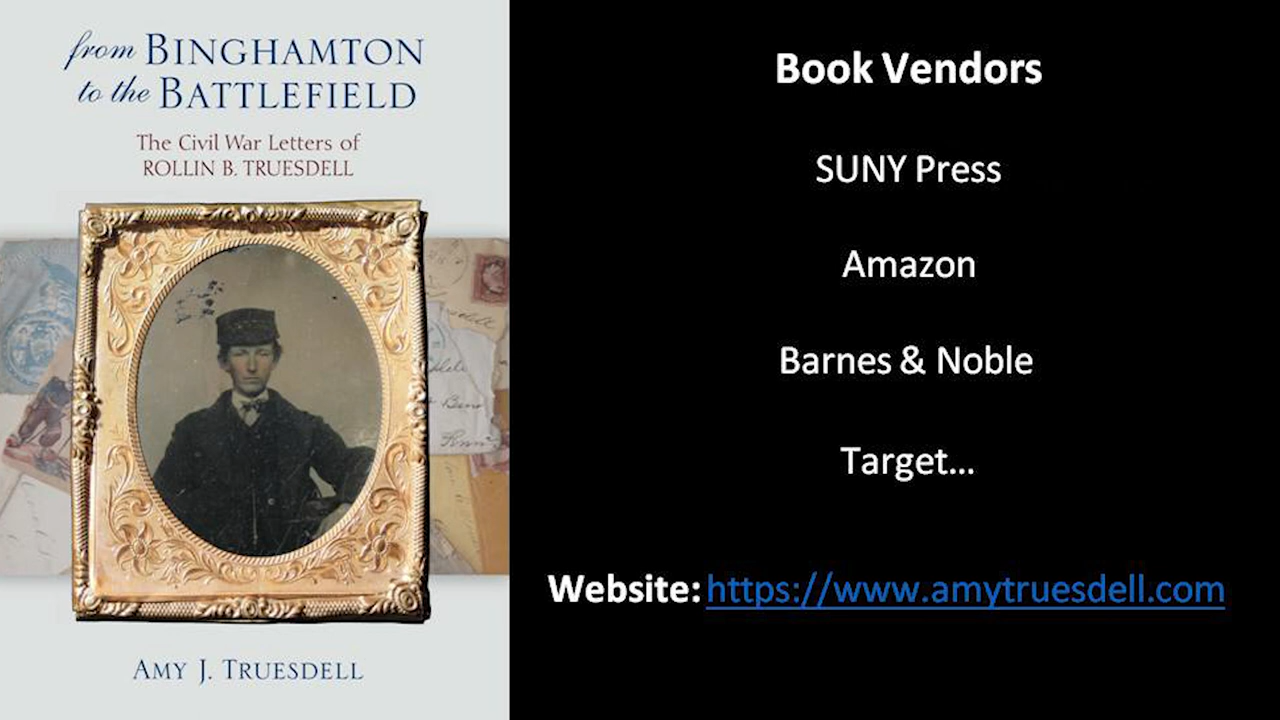 from BINGHAMTON
to the BATTLEFIELD
The Civil War Letters of
ROLLIN B. TRUESDELL
AMY J. TRUESDELL
Book Vendors
SUNY Press
Amazon
Barnes & Noble
Target...
Website: https://www.amytruesdell.com